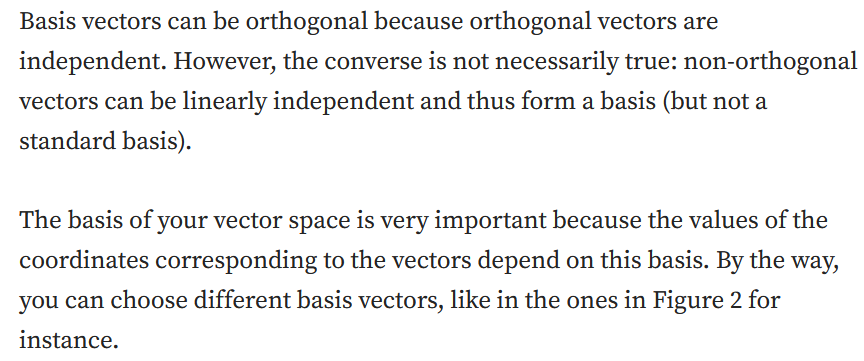 Basis vectors can be orthogonal because orthogonal vectors are
independent. However, the converse is not necessarily true: non-orthogonal
vectors can be linearly independent and thus form a basis (but not a
standard basis).
The basis of your vector space is very important because the values of the
coordinates corresponding to the vectors depend on this basis. By the way,
you can choose different basis vectors, like in the ones in Figure 2 for
instance.